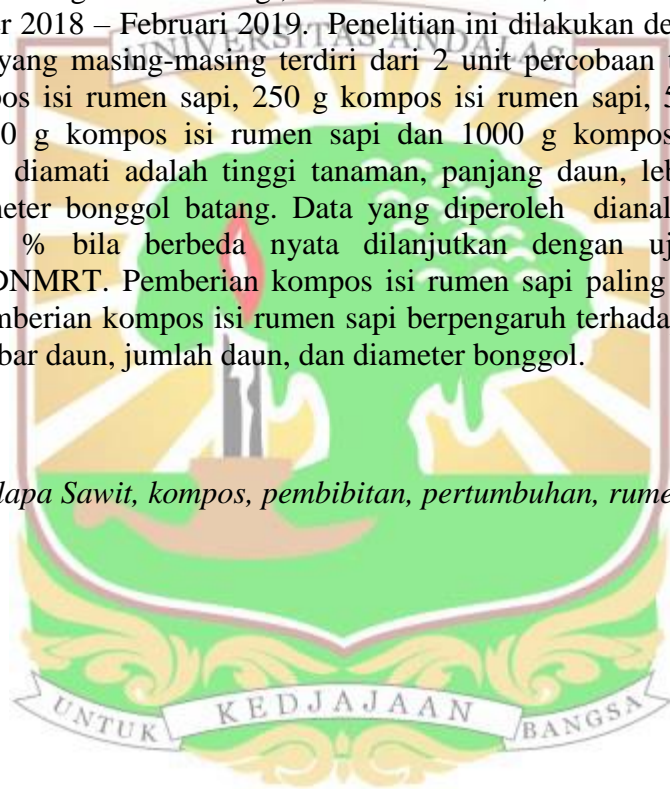 r 2018 – Februari 2019. Penelitian ini dilakukan de
UNIVERSITAS ANDALAS
yang masing-masing terdiri dari 2 unit percobaan t
pos isi rumen sapi, 250 g kompos isi rumen sapi, 5
0 g kompos isi rumen sapi dan 1000 g kompos
diamati adalah tinggi tanaman, panjang daun, leb
neter bonggol batang. Data yang diperoleh dianal
% bila berbeda nyata dilanjutkan dengan uj
DNMRT. Pemberian kompos isi rumen sapi paling
mberian kompos isi rumen sapi berpengaruh terhada
bar daun, jumlah daun, dan diameter bonggol.
lapa Sawit, kompos, pembibitan, pertumbuhan, rume
UNTUK KEDJAJAAN BANGSA